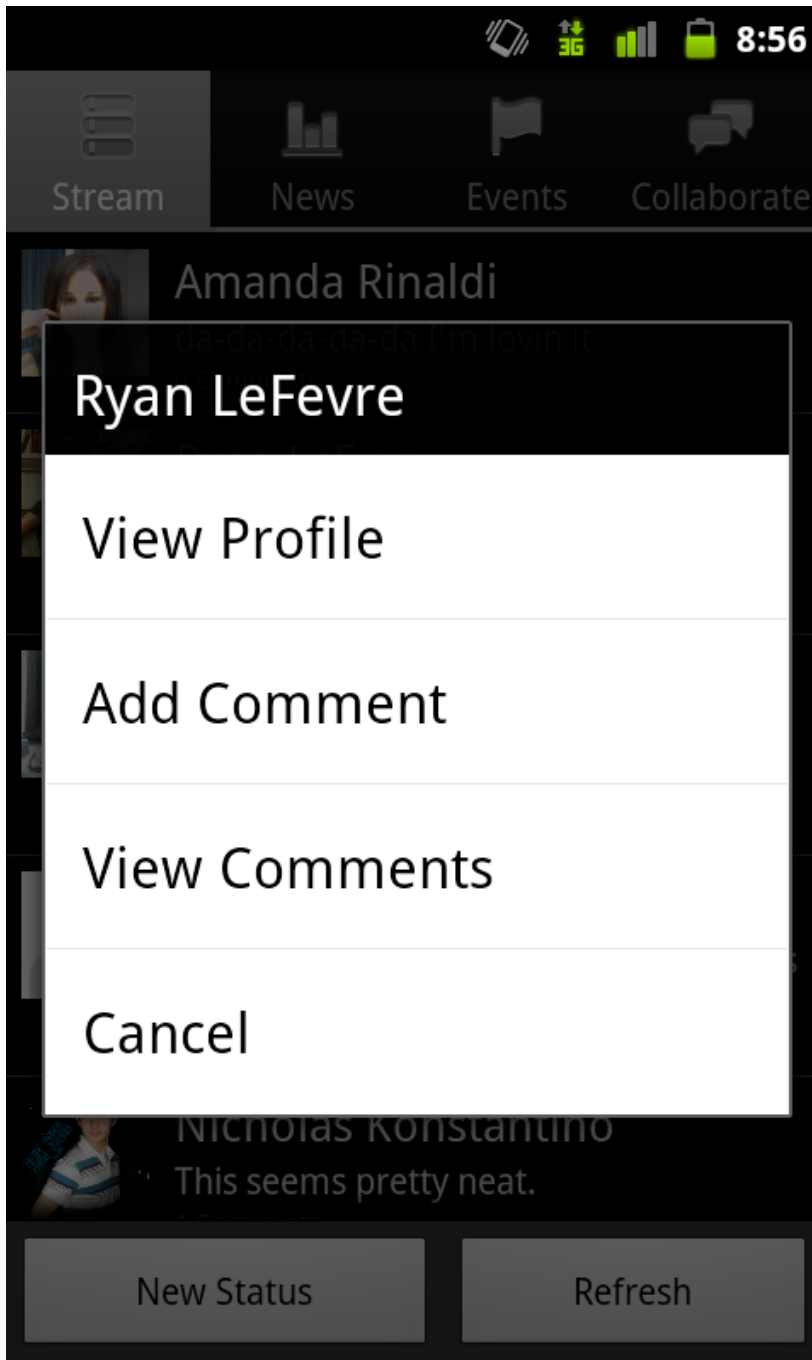 3G 8:56
Stream News Events Collaborate
Amanda Rinaldi
da-da-da-da-da I'm lovin it
Ryan LeFevre
View Profile
Add Comment
View Comments
Cancel
Nicholas Konstantino
This seems pretty neat.
New Status Refresh